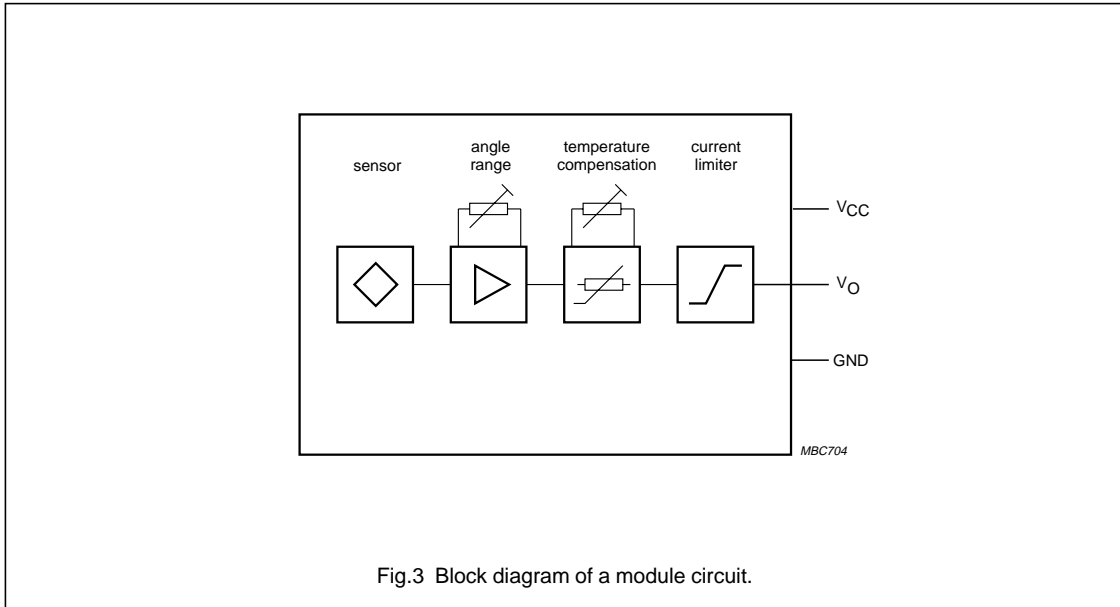 sensor
angle
range
temperature
compensation
current
limiter
VCC
VO
GND
MBC704
Fig.3 Block diagram of a module circuit.